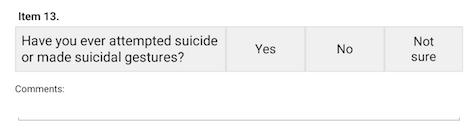 Item 13.
Have you ever attempted suicide
or made suicidal gestures?
Yes
No
Not
sure
Comments: